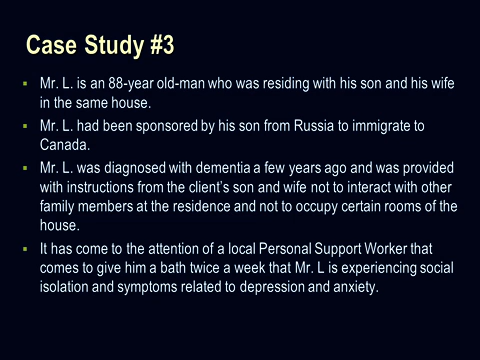 Case Study #3
▪ Mr. L. is an 88-year old-man who was residing with his son and his wife
in the same house.
▪ Mr. L. had been sponsored by his son from Russia to immigrate to
Canada.
▪ Mr. L. was diagnosed with dementia a few years ago and was provided
with instructions from the client's son and wife not to interact with other
family members at the residence and not to occupy certain rooms of the
house.
▪ It has come to the attention of a local Personal Support Worker that
comes to give him a bath twice a week that Mr. L is experiencing social
isolation and symptoms related to depression and anxiety.